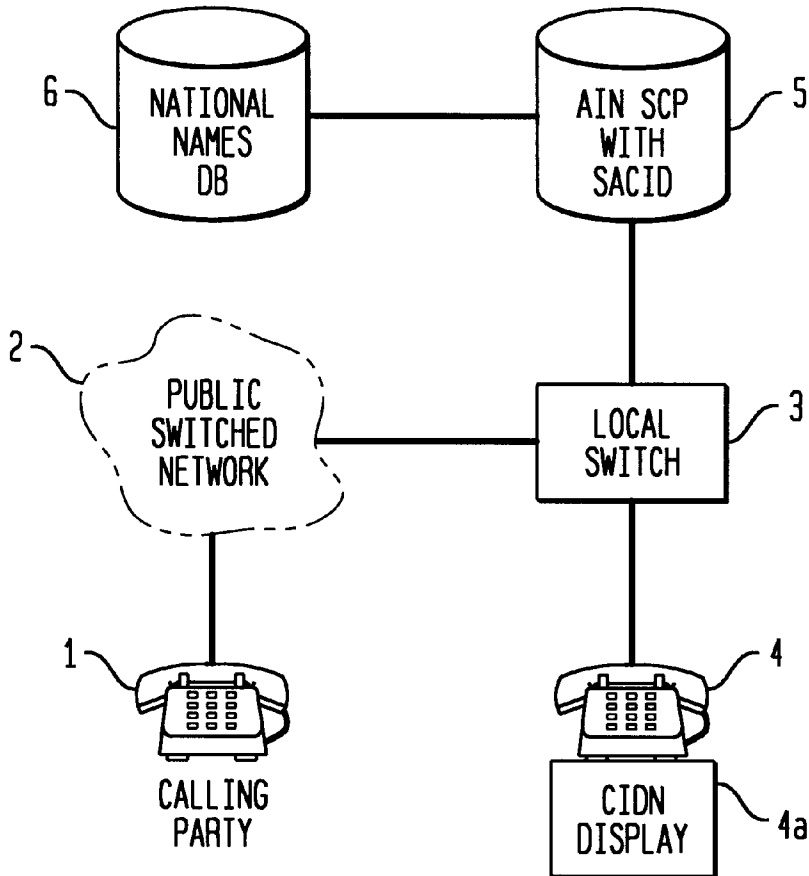 6
NATIONAL
NAMES
DB
AIN SCP
WITH
SACID
5
2
PUBLIC
SWITCHED
NETWORK
LOCAL
SWITCH
3
1
CALLING
PARTY
4
CIDN
DISPLAY
4a